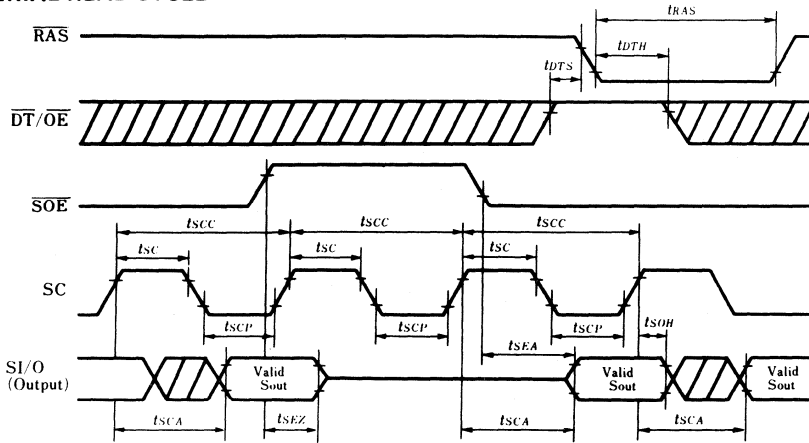 tRAS
RAS
tDTH
tDTS
DT/OE
SOE
tSCC tSCC tSCC
tSC tSC tSC
SC
tSCP tSCP tSCP tSOH
tSEA
SI/O
(Output)
Valid
Sout
Valid
Sout
Valid
Sout
tSCA tSEZ tSCA tSCA